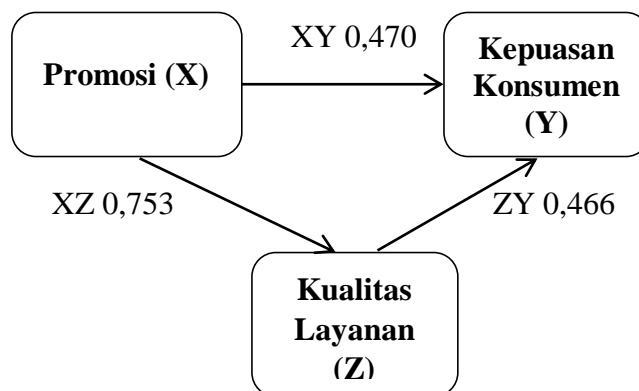 XY 0,470
Promosi (X)
Kepuasan
Konsumen
(Y)
XZ 0,753
ZY 0,466
Kualitas
Layanan
(Z)